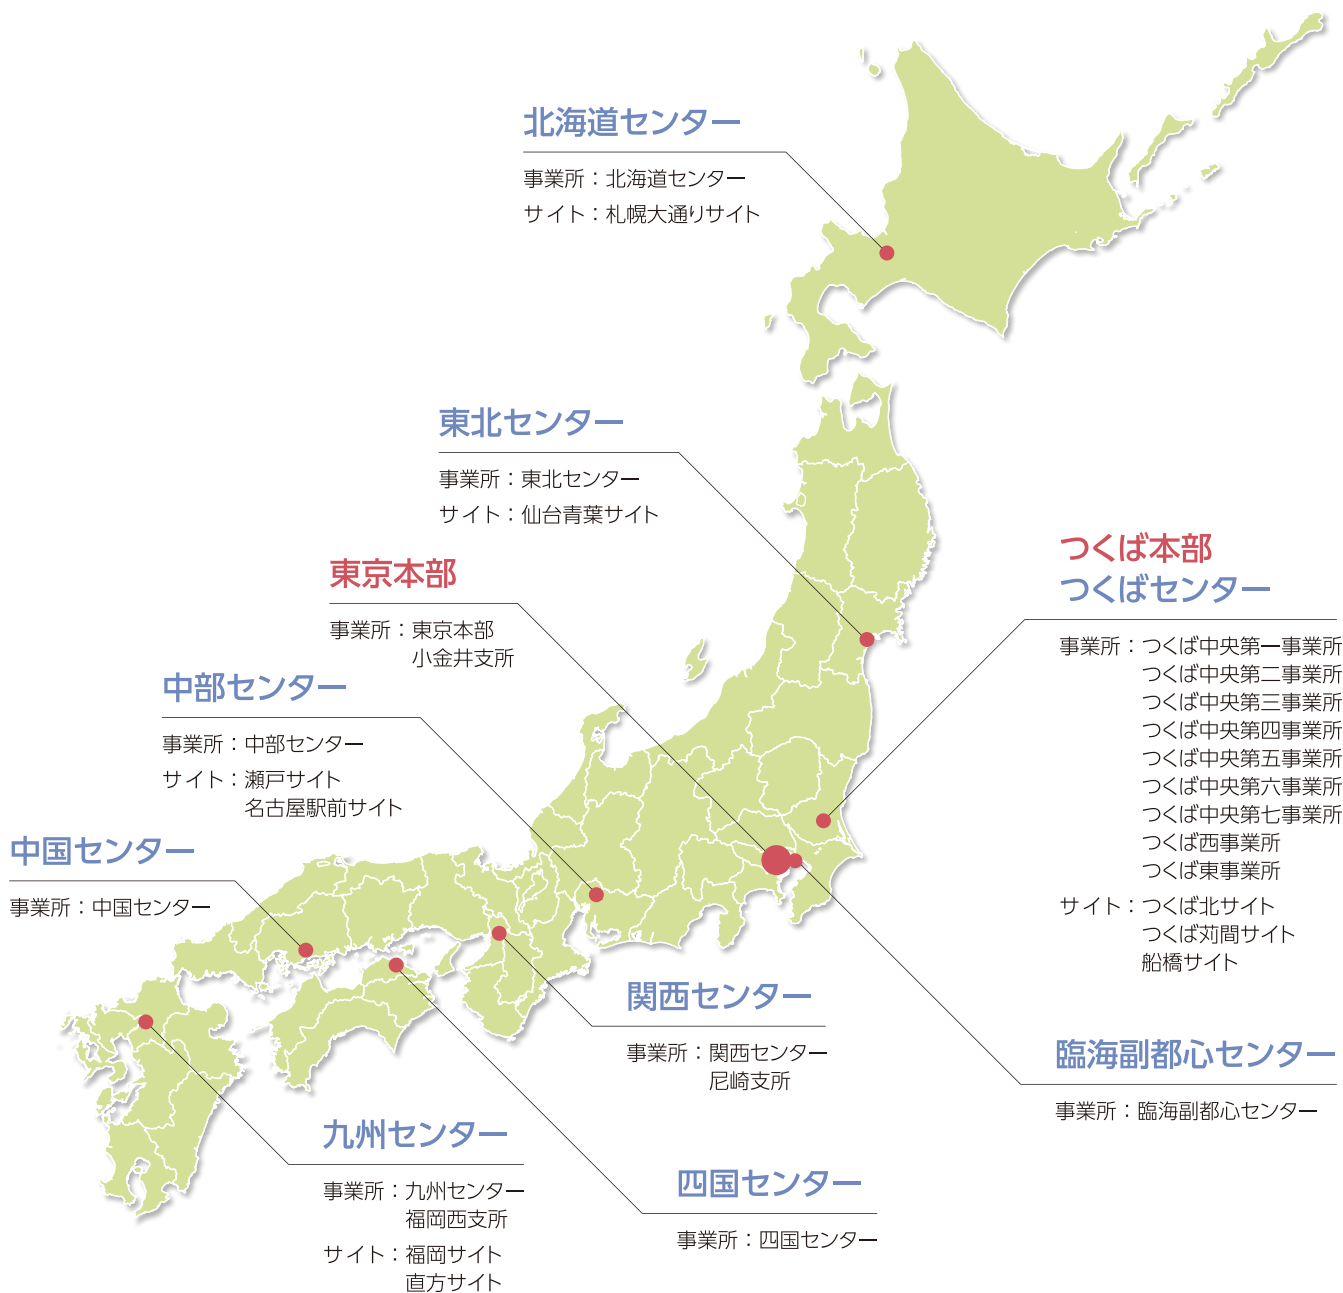 北海道センター
事業所：北海道センター
サイト：札幌大通りサイト
東北センター
事業所：東北センター
サイト：仙台青葉サイト
東京本部
事業所：東京本部
小金井支所
つくば本部
つくばセンター
事業所：つくば中央第一事業所
つくば中央第二事業所
つくば中央第三事業所
つくば中央第四事業所
つくば中央第五事業所
つくば中央第六事業所
つくば中央第七事業所
つくば西事業所
つくば東事業所
サイト：つくば北サイト
つくば苅間サイト
船橋サイト
中部センター
事業所：中部センター
サイト：瀬戸サイト
名古屋駅前サイト
中国センター
事業所：中国センター
関西センター
事業所：関西センター
尼崎支所
臨海副都心センター
事業所：臨海副都心センター
九州センター
事業所：九州センター
福岡西支所
サイト：福岡サイト
直方サイト
四国センター
事業所：四国センター